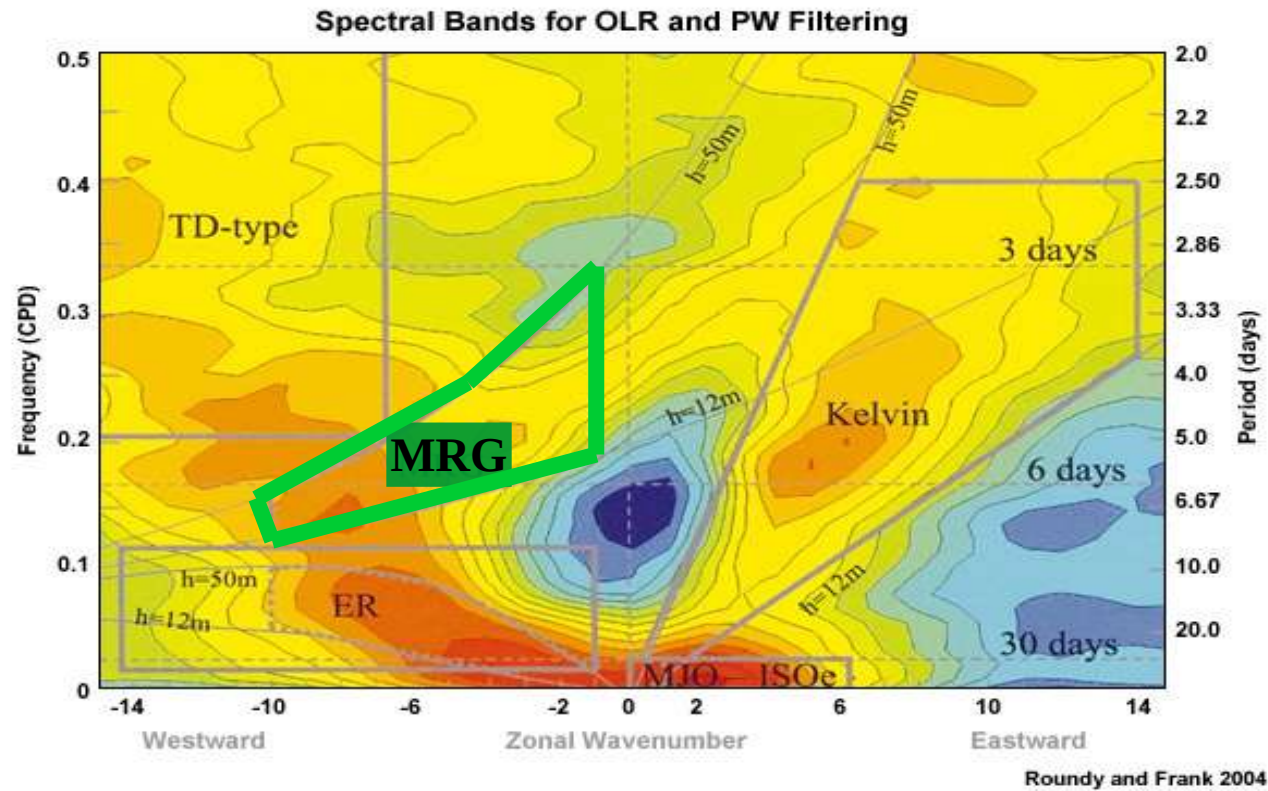 Spectral Bands for OLR and PW Filtering
0.5
0.4
0.3
0.2
0.1
0
Frequency (CPD)
2.0
2.2
2.50
2.86
3.33
4.0
5.0
6.67
10.0
20.0
Period (days)
h=50m
h=50m
TD-type
3 days
h=12m
Kelvin
MRG
6 days
h=50m
ER
h=12m
h=12m
30 days
MJO – ISOe
-14 -10 -6 -2 0 2 6 10 14
Westward Zonal Wavenumber Eastward
Roundy and Frank 2004